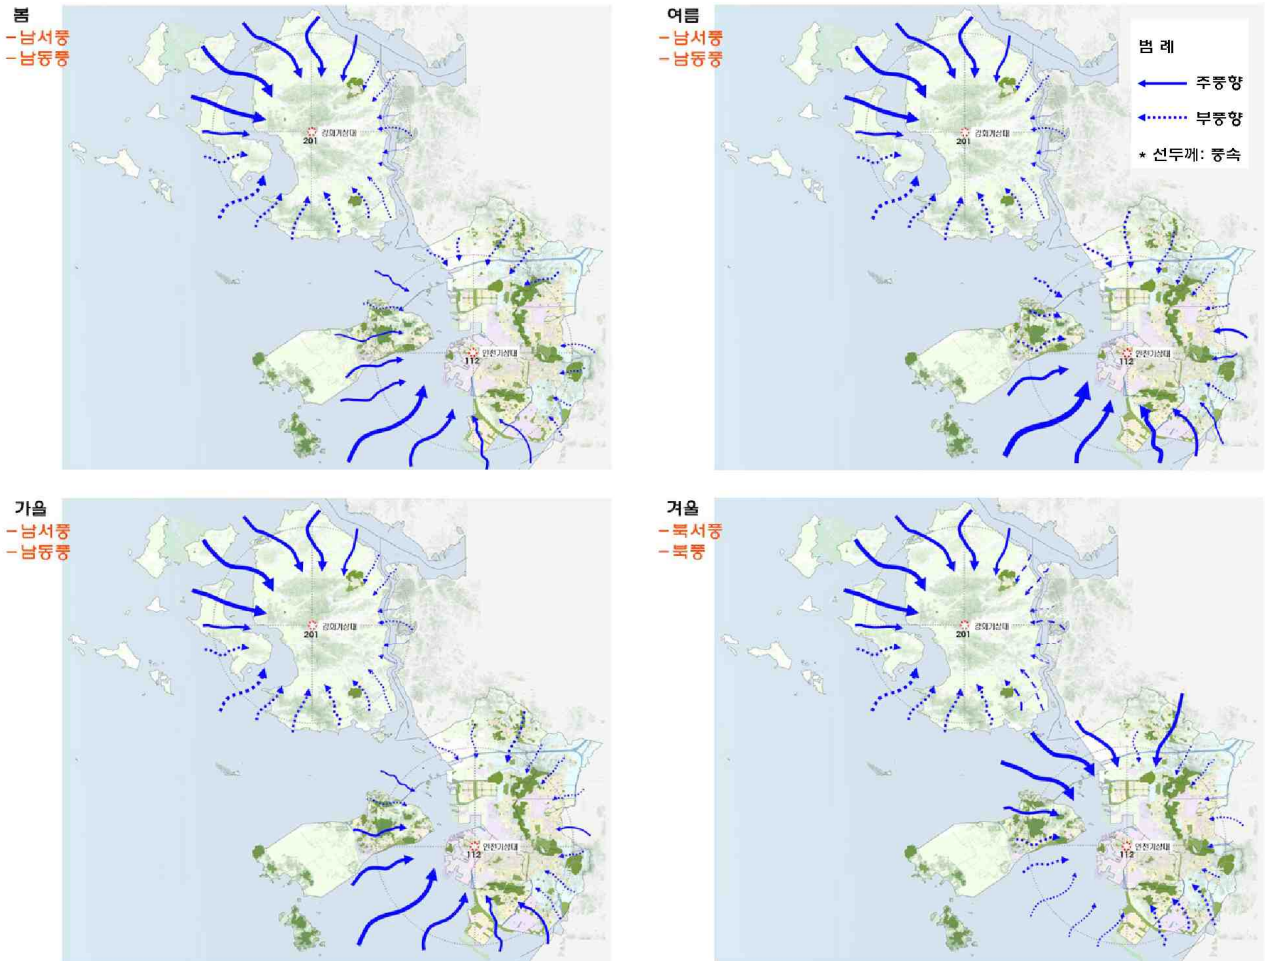 봄
-남서풍
-남동풍
강화기상대
201
인천기상대
112
여름
-남서풍
-남동풍
범 례
주풍향
부풍향
* 선두께: 풍속
강화기상대
201
인천기상대
112
가을
-남서풍
-남동풍
강화기상대
201
인천기상대
112
겨울
-북서풍
-북풍
강화기상대
201
인천기상대
112